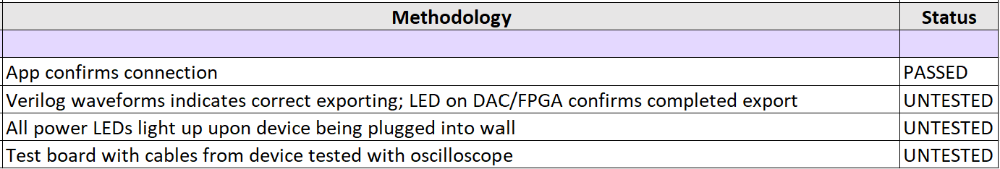 Methodology Status
App confirms connection PASSED
Verilog waveforms indicates correct exporting; LED on DAC/FPGA confirms completed export UNTESTED
All power LEDs light up upon device being plugged into wall UNTESTED
Test board with cables from device tested with oscilloscope UNTESTED